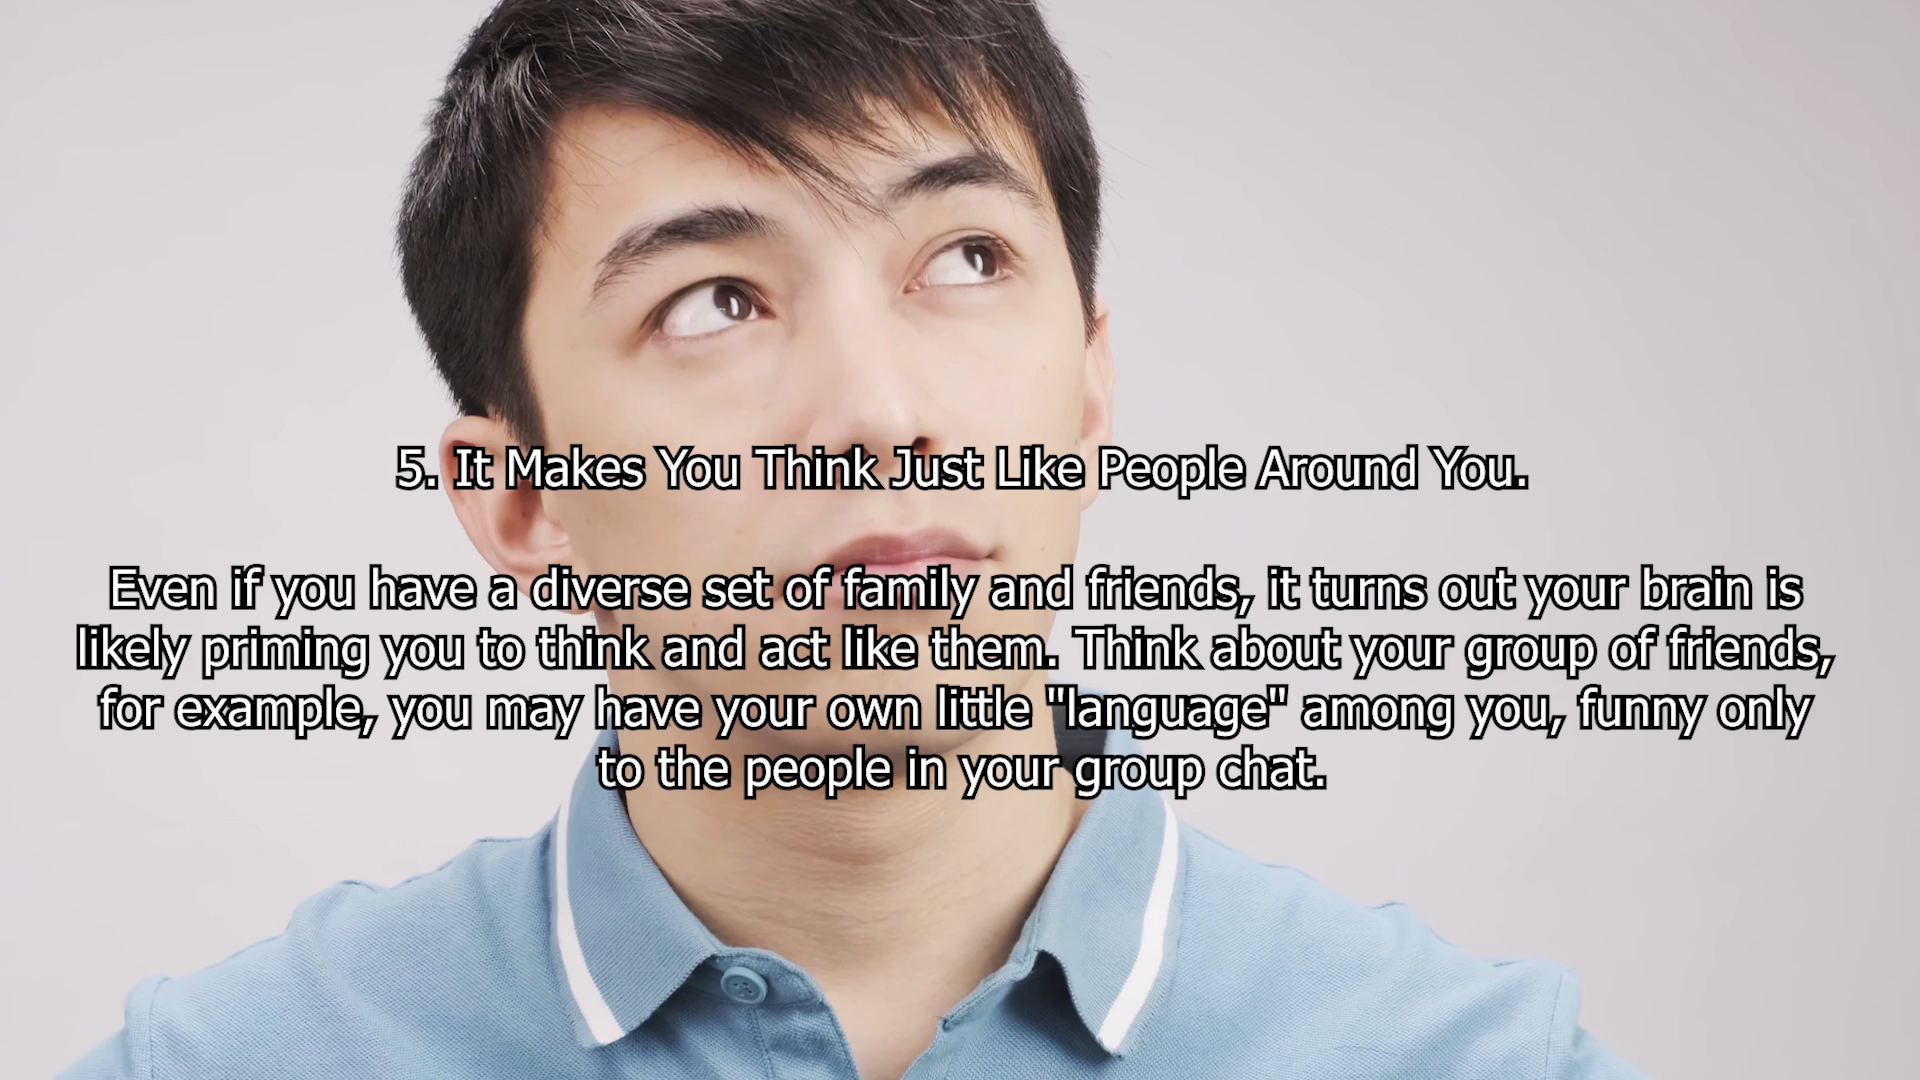 5. It Makes You Think Just Like People Around You.
Even if you have a diverse set of family and friends, it turns out your brain is
likely priming you to think and act like them. Think about your group of friends,
for example, you may have your own little "language" among you, funny only
to the people in your group chat.